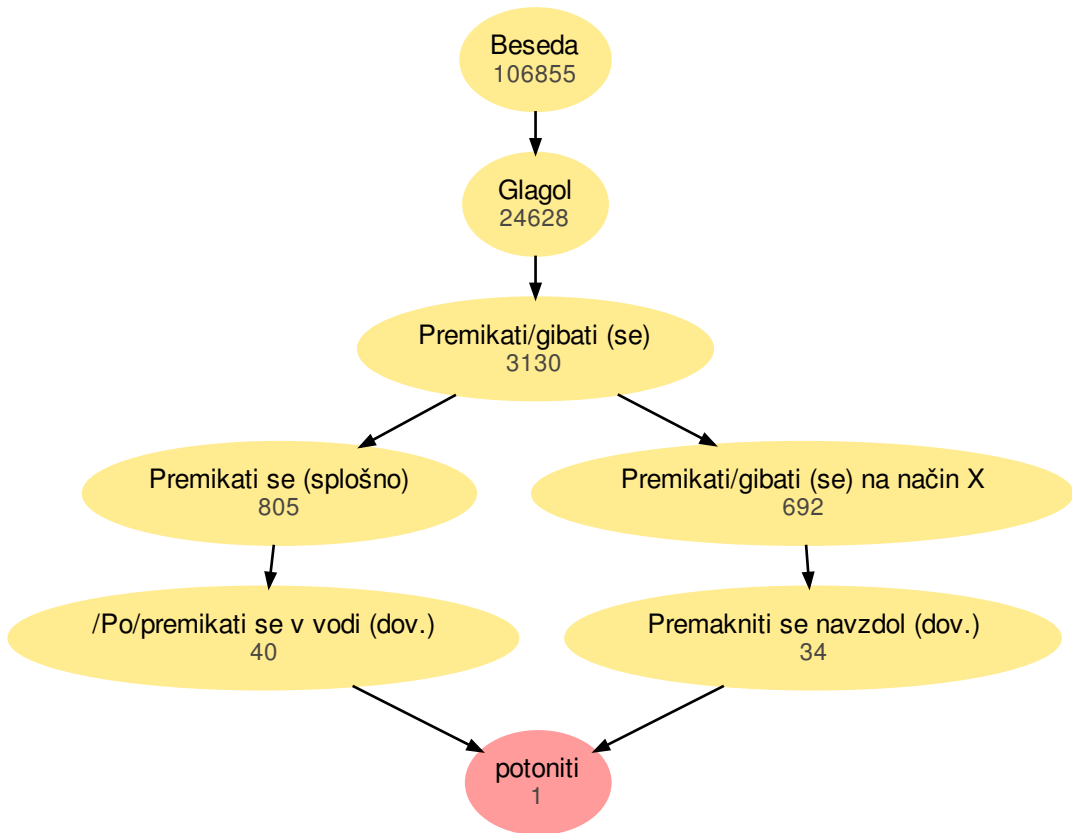 Beseda
106855
Glagol
24628
Premikati/gibati (se)
3130
Premikati se (splošno)
805
Premikati/gibati (se) na način X
692
/Po/premikati se v vodi (dov.)
40
Premakniti se navzdol (dov.)
34
potoniti
1